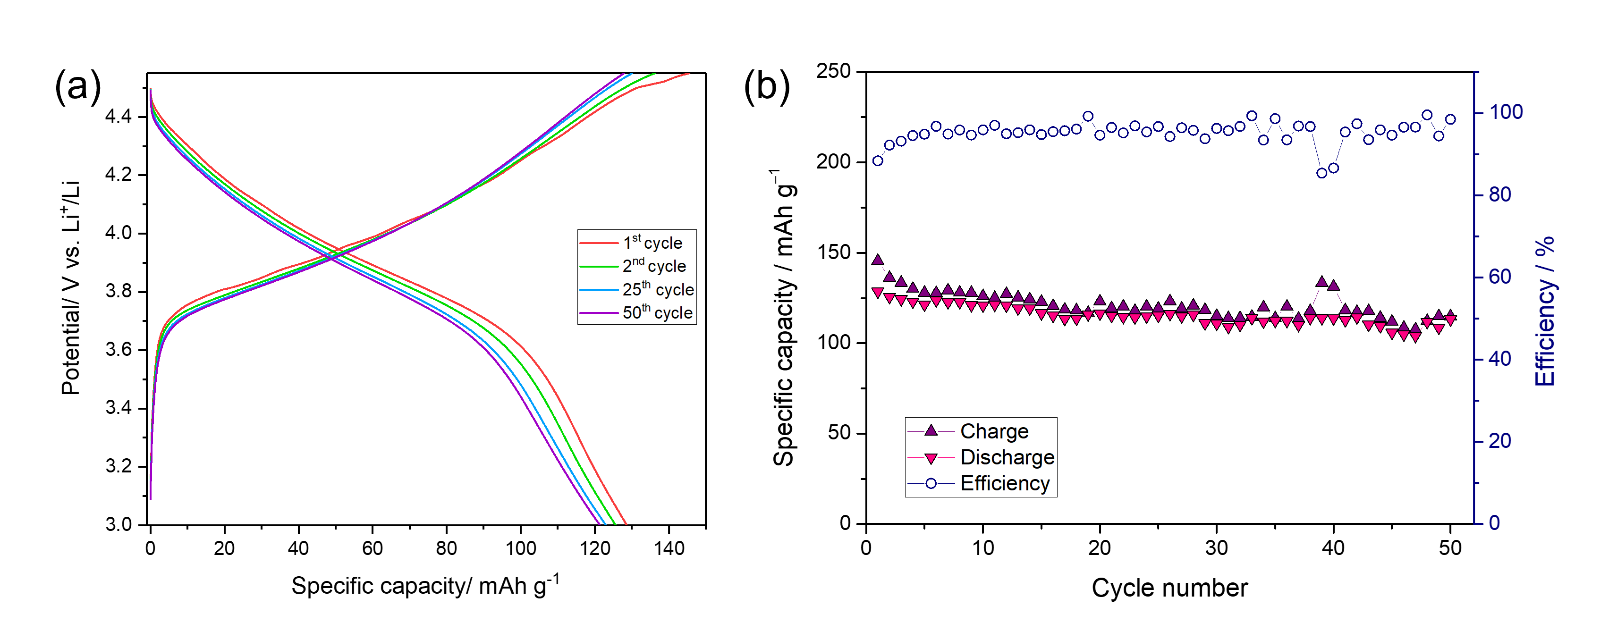 (a)
4.4
4.2
4.0
3.8
3.6
3.4
3.2
3.0
Potential/ V vs. Li⁺/Li
0 20 40 60 80 100 120 140
Specific capacity/ mAh g⁻¹
1ˢᵗ cycle
2ⁿᵈ cycle
25ᵗʰ cycle
50ᵗʰ cycle
(b)
250
200
150
100
50
0
Specific capacity / mAh g⁻¹
0 10 20 30 40 50
Cycle number
100
80
60
40
20
0
Efficiency / %
Charge
Discharge
Efficiency